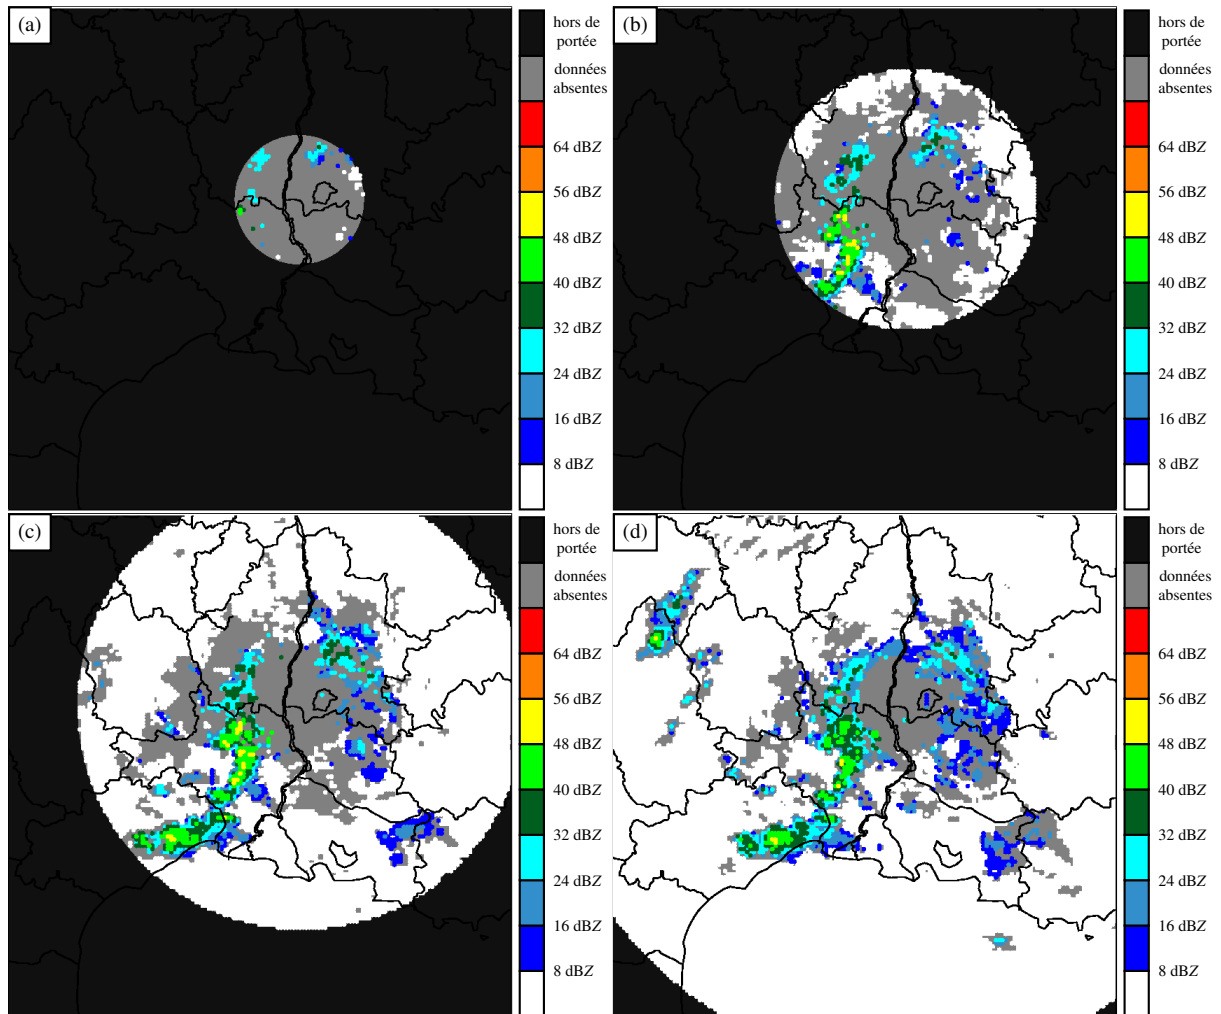 (a)
hors de
portée
données
absentes
64 dBZ
56 dBZ
48 dBZ
40 dBZ
32 dBZ
24 dBZ
16 dBZ
8 dBZ
(b)
hors de
portée
données
absentes
64 dBZ
56 dBZ
48 dBZ
40 dBZ
32 dBZ
24 dBZ
16 dBZ
8 dBZ
(c)
hors de
portée
données
absentes
64 dBZ
56 dBZ
48 dBZ
40 dBZ
32 dBZ
24 dBZ
16 dBZ
8 dBZ
(d)
hors de
portée
données
absentes
64 dBZ
56 dBZ
48 dBZ
40 dBZ
32 dBZ
24 dBZ
16 dBZ
8 dBZ